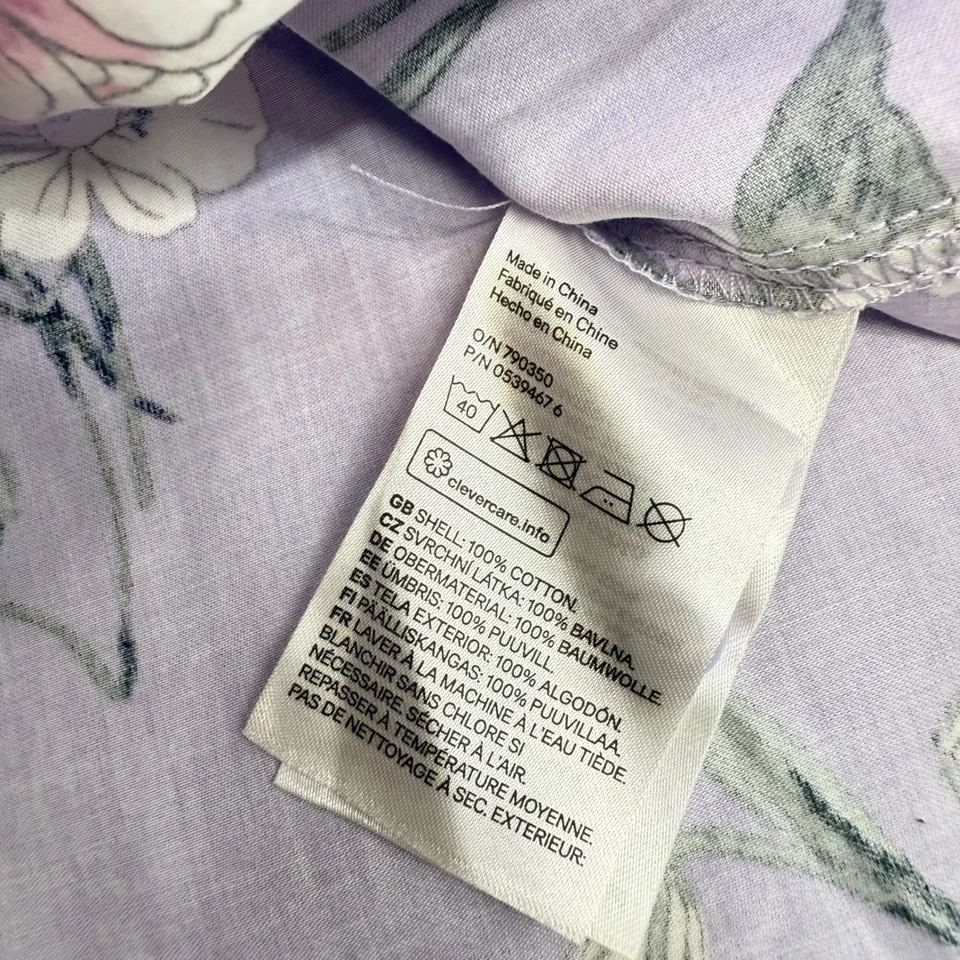 Made in China
Fabriqué en Chine
Hecho en China
O/N 790350
P/N 0539467 6
40
clevercare.info
GB SHELL: 100% COTTON.
CZ SVRCHNÍ LÁTKA: 100% BAVLNA.
DE OBERMATERIAL: 100% BAUMWOLLE.
EE ÜMBRIS: 100% PUUVILL.
ES TELA EXTERIOR: 100% ALGODÓN.
FI PÄÄLLISKANGAS: 100% PUUVILLAA.
FR LAVER À LA MACHINE À L'EAU TIÈDE.
BLANCHIR SANS CHLORE SI
NÉCESSAIRE. SÉCHER À L'AIR.
REPASSER À TEMPÉRATURE MOYENNE.
PAS DE NETTOYAGE À SEC. EXTERIEUR: